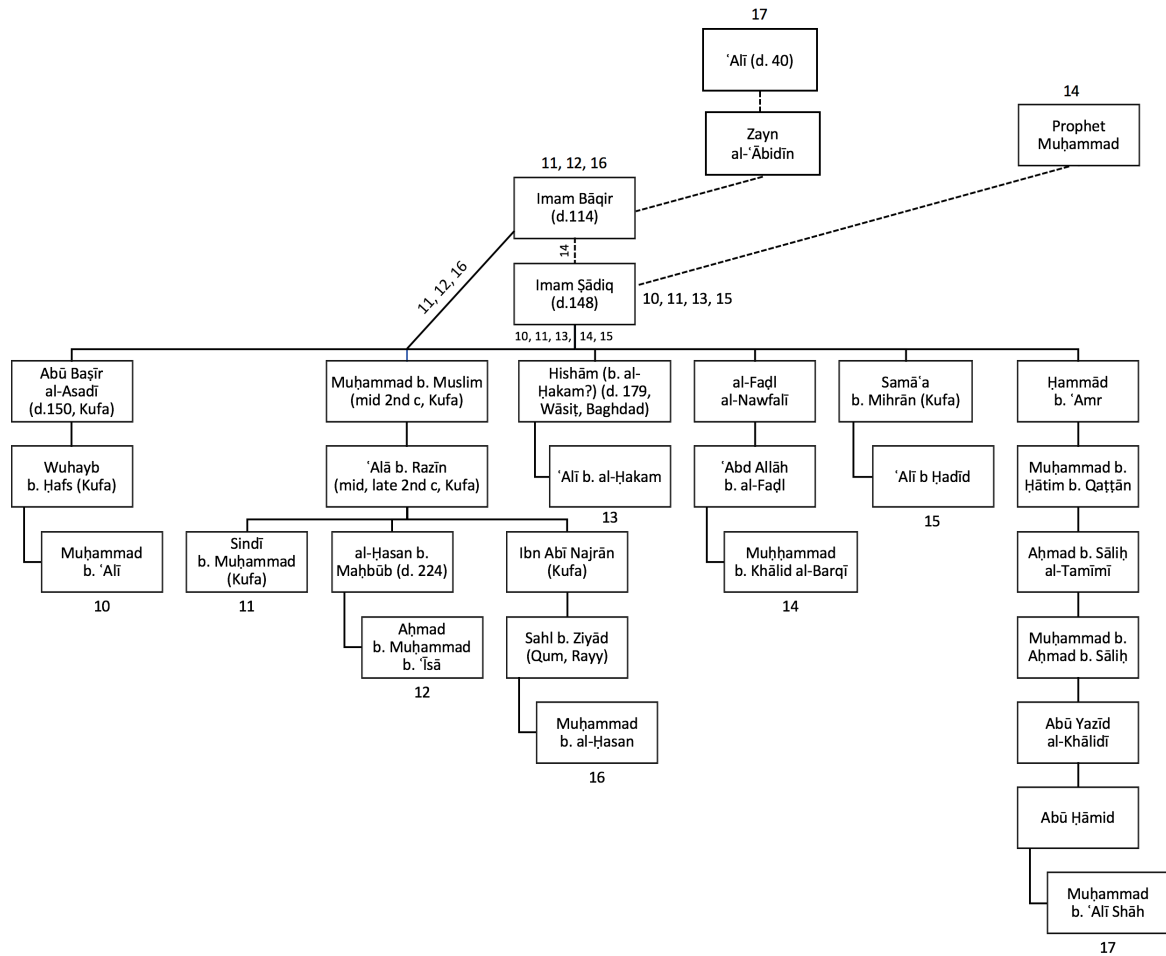 17
ʿAlī (d. 40)
14
Zayn
al-ʿĀbidīn
Prophet
Muḥammad
11, 12, 16
Imam Bāqir
(d.114)
14
11, 12, 16
Imam Ṣādiq
(d.148)
10, 11, 13, 15
10, 11, 13, 14, 15
Abū Baṣīr
al-Asadī
(d.150, Kufa)
Muḥammad b. Muslim
(mid 2nd c, Kufa)
Hishām (b. al-
Ḥakam?) (d. 179,
Wāsiṭ, Baghdad)
al-Faḍl
al-Nawfalī
Samāʿa
b. Mihrān (Kufa)
Ḥammād
b. ʿAmr
Wuhayb
b. Ḥafs (Kufa)
ʿAlā b. Razīn
(mid, late 2nd c, Kufa)
ʿAlī b. al-Ḥakam
13
ʿAbd Allāh
b. al-Faḍl
ʿAlī b Ḥadīd
15
Muḥammad b.
Ḥātim b. Qaṭṭān
Muḥammad
b. ʿAlī
10
Sindī
b. Muḥammad
(Kufa)
11
al-Ḥasan b.
Maḥbūb (d. 224)
Ibn Abī Najrān
(Kufa)
Muḥḥammad
b. Khālid al-Barqī
14
Aḥmad b. Sāliḥ
al-Tamīmī
Aḥmad
b. Muḥammad
b. ʿĪsā
12
Sahl b. Ziyād
(Qum, Rayy)
Muḥammad b.
Aḥmad b. Sāliḥ
Muḥammad
b. al-Ḥasan
16
Abū Yazīd
al-Khālidī
Abū Ḥāmid
Muḥammad
b. ʿAlī Shāh
17